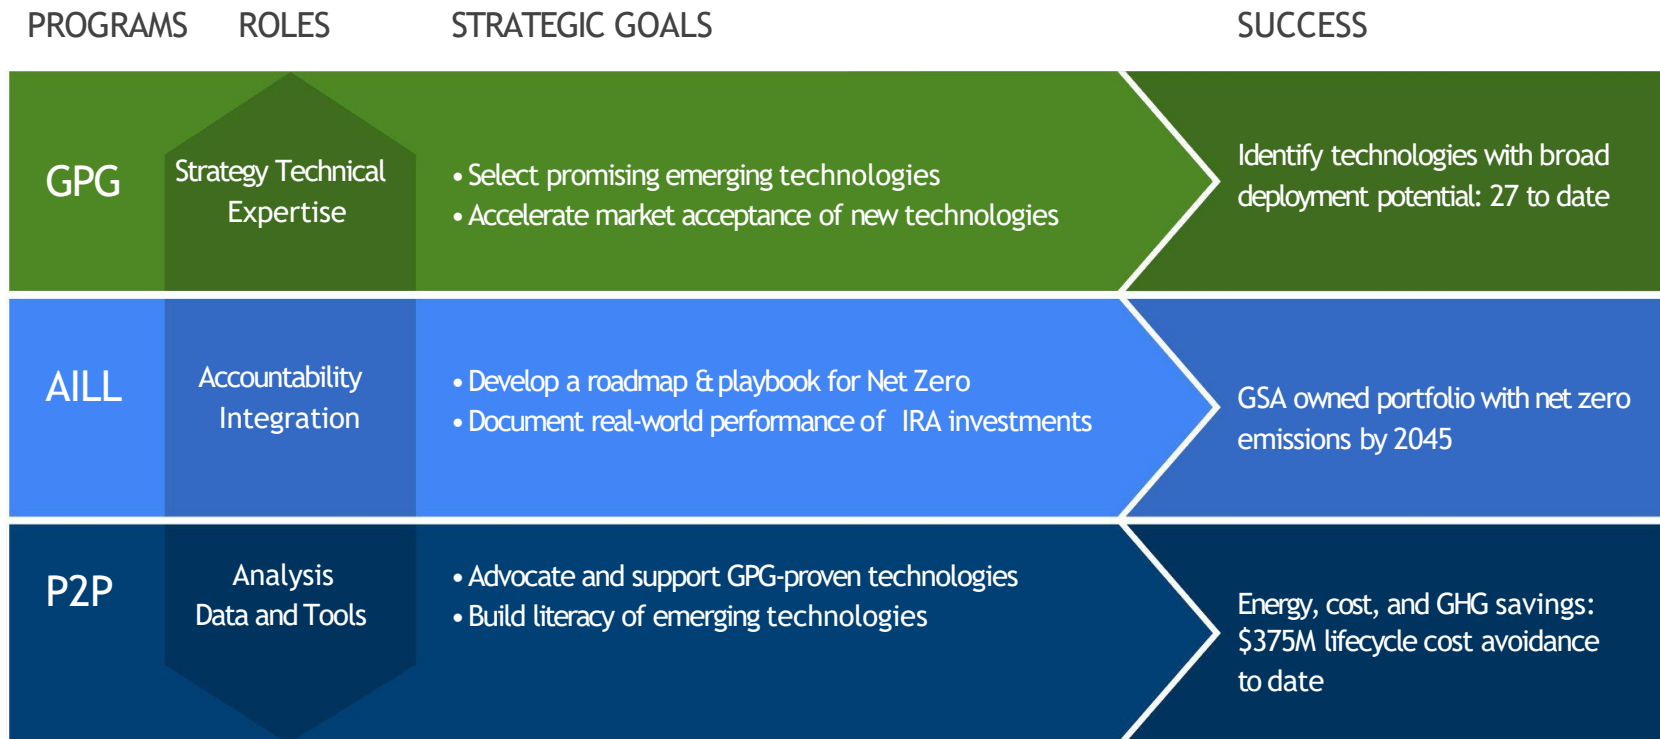 PROGRAMS ROLES STRATEGIC GOALS SUCCESS
GPG
Strategy Technical
Expertise
• Select promising emerging technologies
• Accelerate market acceptance of new technologies
Identify technologies with broad
deployment potential: 27 to date
AILL
Accountability
Integration
• Develop a roadmap & playbook for Net Zero
• Document real-world performance of IRA investments
GSA owned portfolio with net zero
emissions by 2045
P2P
Analysis
Data and Tools
• Advocate and support GPG-proven technologies
• Build literacy of emerging technologies
Energy, cost, and GHG savings:
$375M lifecycle cost avoidance
to date